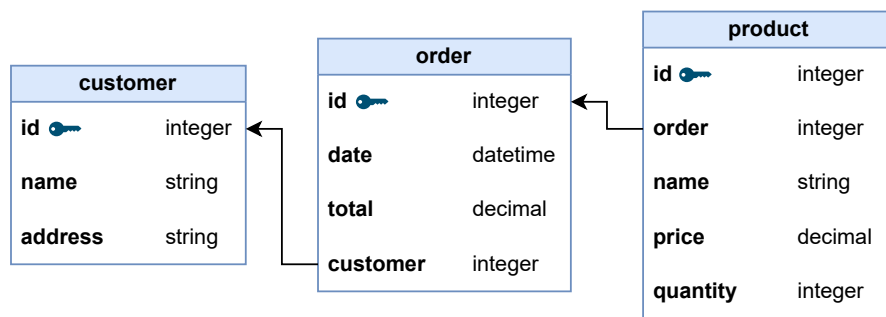 customer
id integer
name string
address string
order
id integer
date datetime
total decimal
customer integer
product
id integer
order integer
name string
price decimal
quantity integer